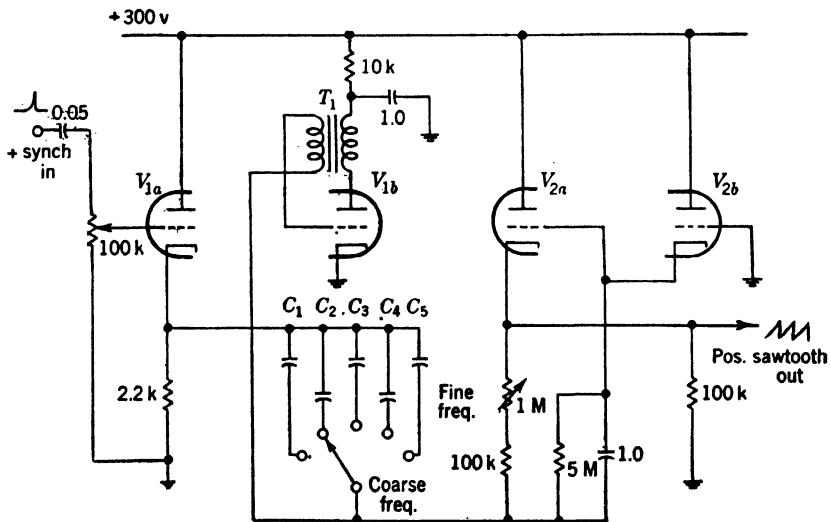 +300 v
10 k
T1
1.0
0.05
+ synch
in
V1a
V1b
V2a
V2b
100 k
C1 C2 C3 C4 C5
2.2 k
Pos. sawtooth
out
Fine
freq.
1 M
100 k
100 k
5 M
1.0
Coarse
freq.